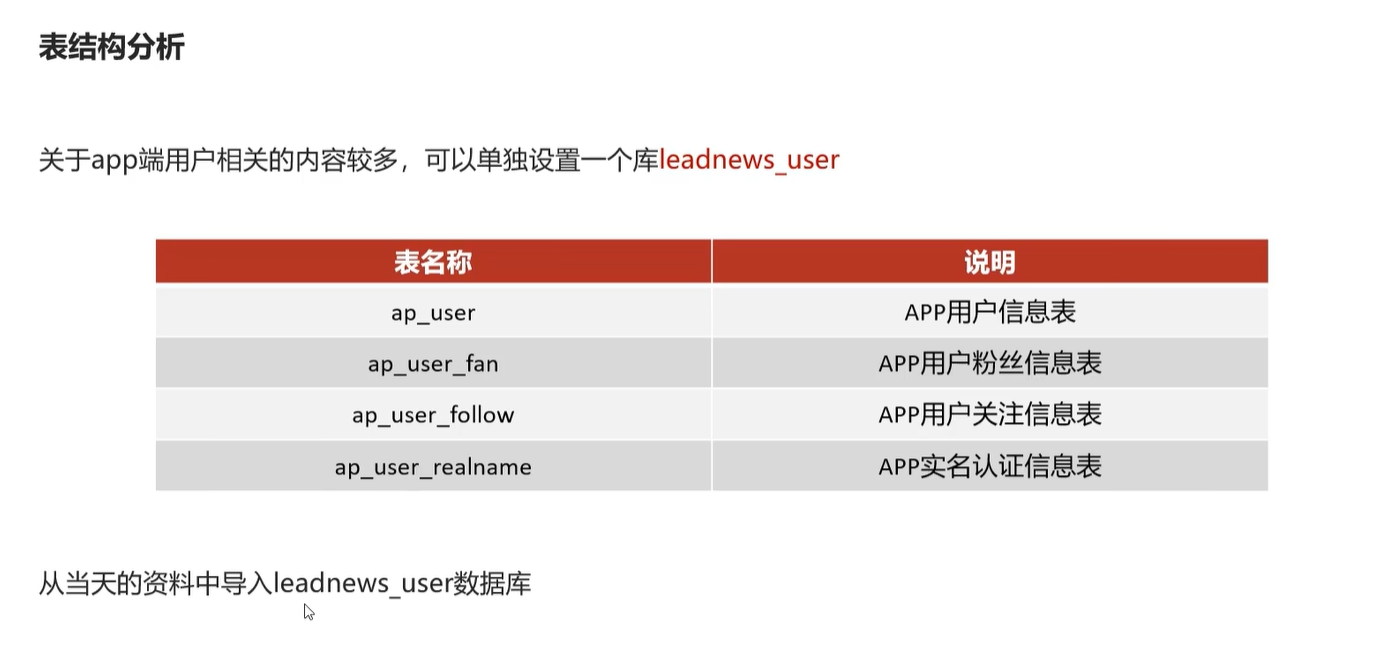 表结构分析
关于app端用户相关的内容较多，可以单独设置一个库leadnews_user
表名称 说明
ap_user APP用户信息表
ap_user_fan APP用户粉丝信息表
ap_user_follow APP用户关注信息表
ap_user_realname APP实名认证信息表
从当天的资料中导入leadnews_user数据库